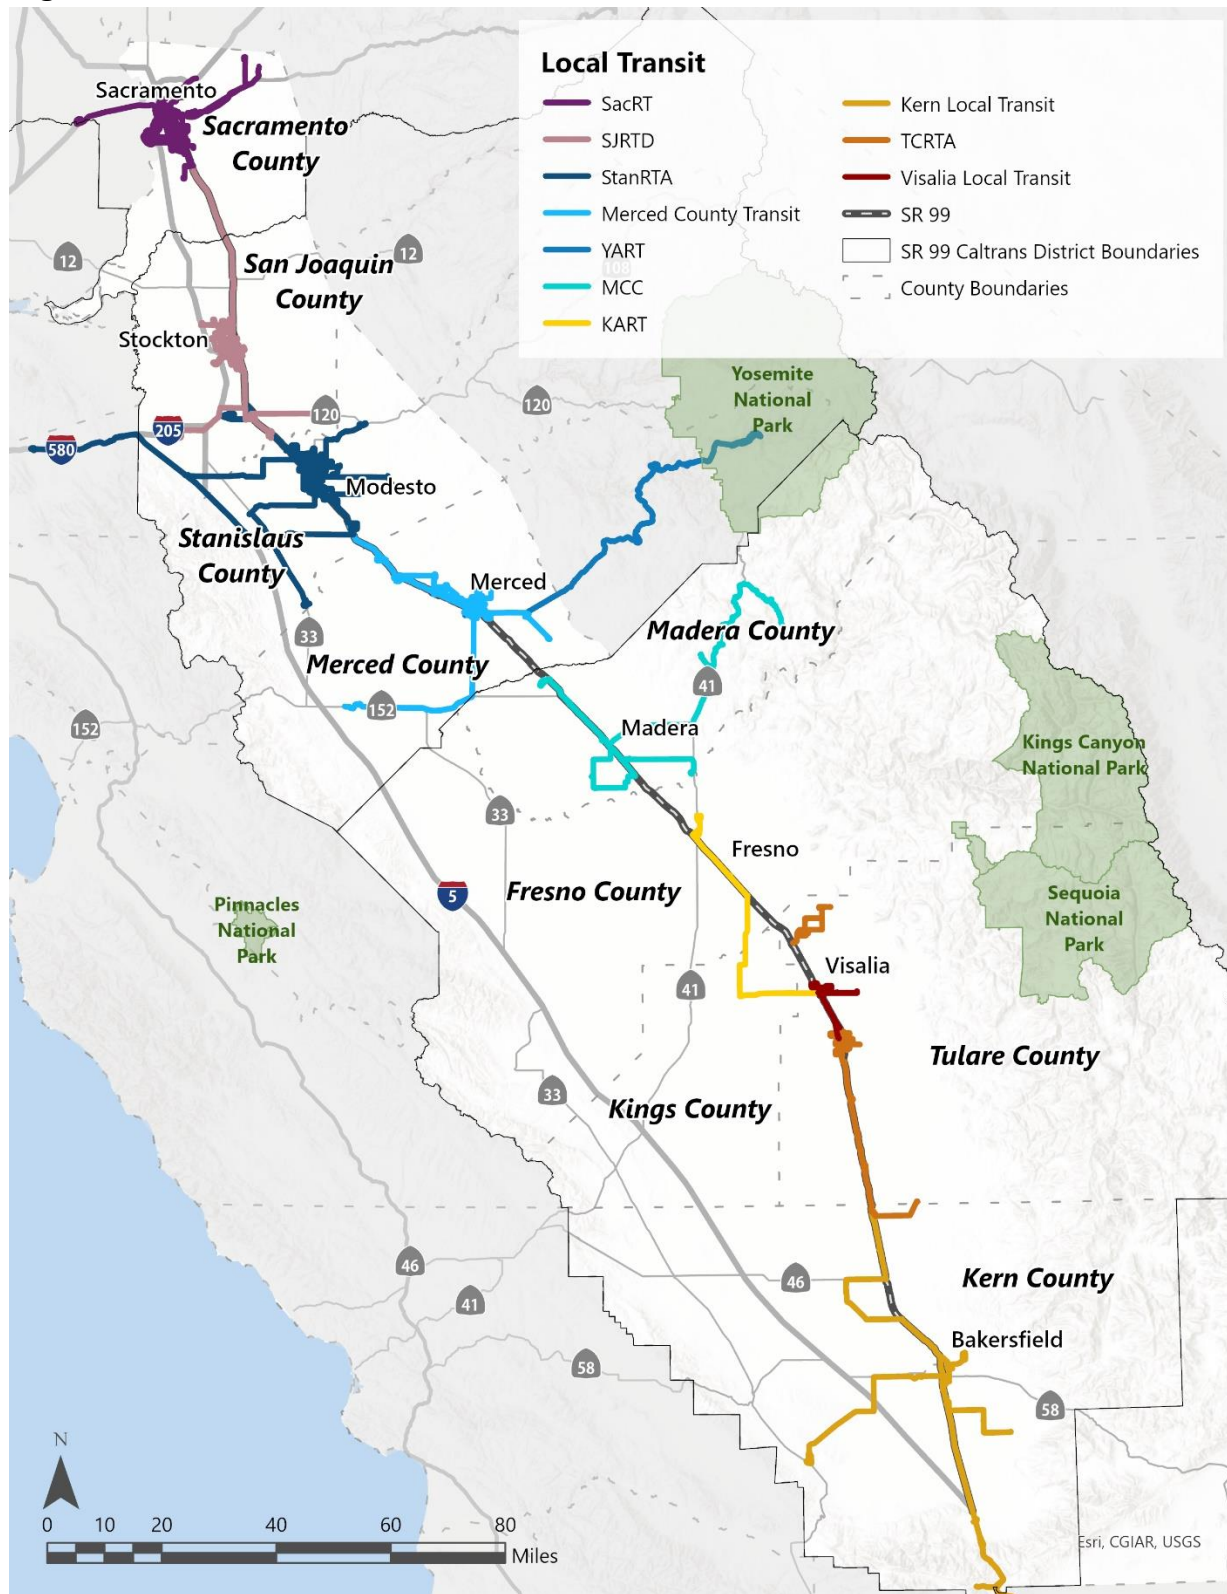 Local Transit
SacRT
SJRTD
StanRTA
Merced County Transit
YART
MCC
KART
Kern Local Transit
TCRTA
Visalia Local Transit
SR 99
SR 99 Caltrans District Boundaries
County Boundaries
Sacramento
Sacramento
County
12
12
108
San Joaquin
County
Stockton
120
120
205
580
Yosemite
National
Park
Modesto
Stanislaus
County
Merced
33
Merced County
Madera County
152
152
41
Madera
Kings Canyon
National Park
33
Fresno
Fresno County
5
Pinnacles
National
Park
Sequoia
National
Park
Visalia
41
Tulare County
33
Kings County
46
46
41
Kern County
Bakersfield
58
58
N
0 10 20 40 60 80
Miles
Esri, CGIAR, USGS